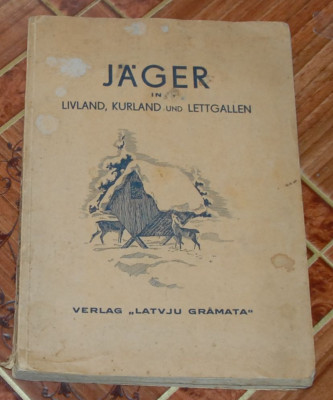 JÄGER
IN
LIVLAND, KURLAND UND LETTGALLEN
VERLAG „LATVJU GRĀMATA“